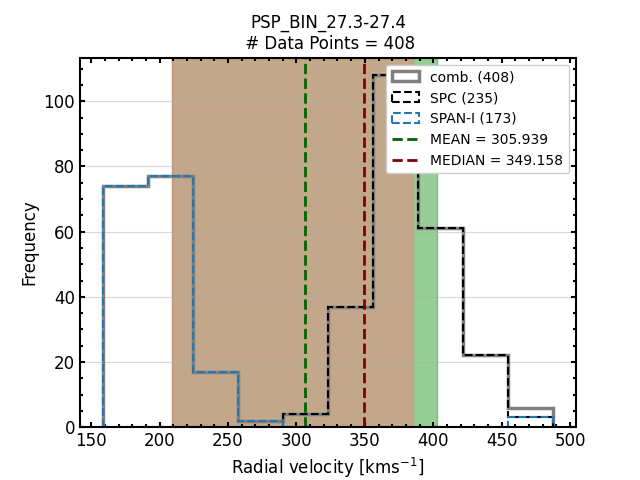 PSP_BIN_27.3-27.4
# Data Points = 408
comb. (408)
SPC (235)
SPAN-I (173)
MEAN = 305.939
MEDIAN = 349.158
Frequency
0
20
40
60
80
100
150
200
250
300
350
400
450
500
Radial velocity [kms⁻¹]